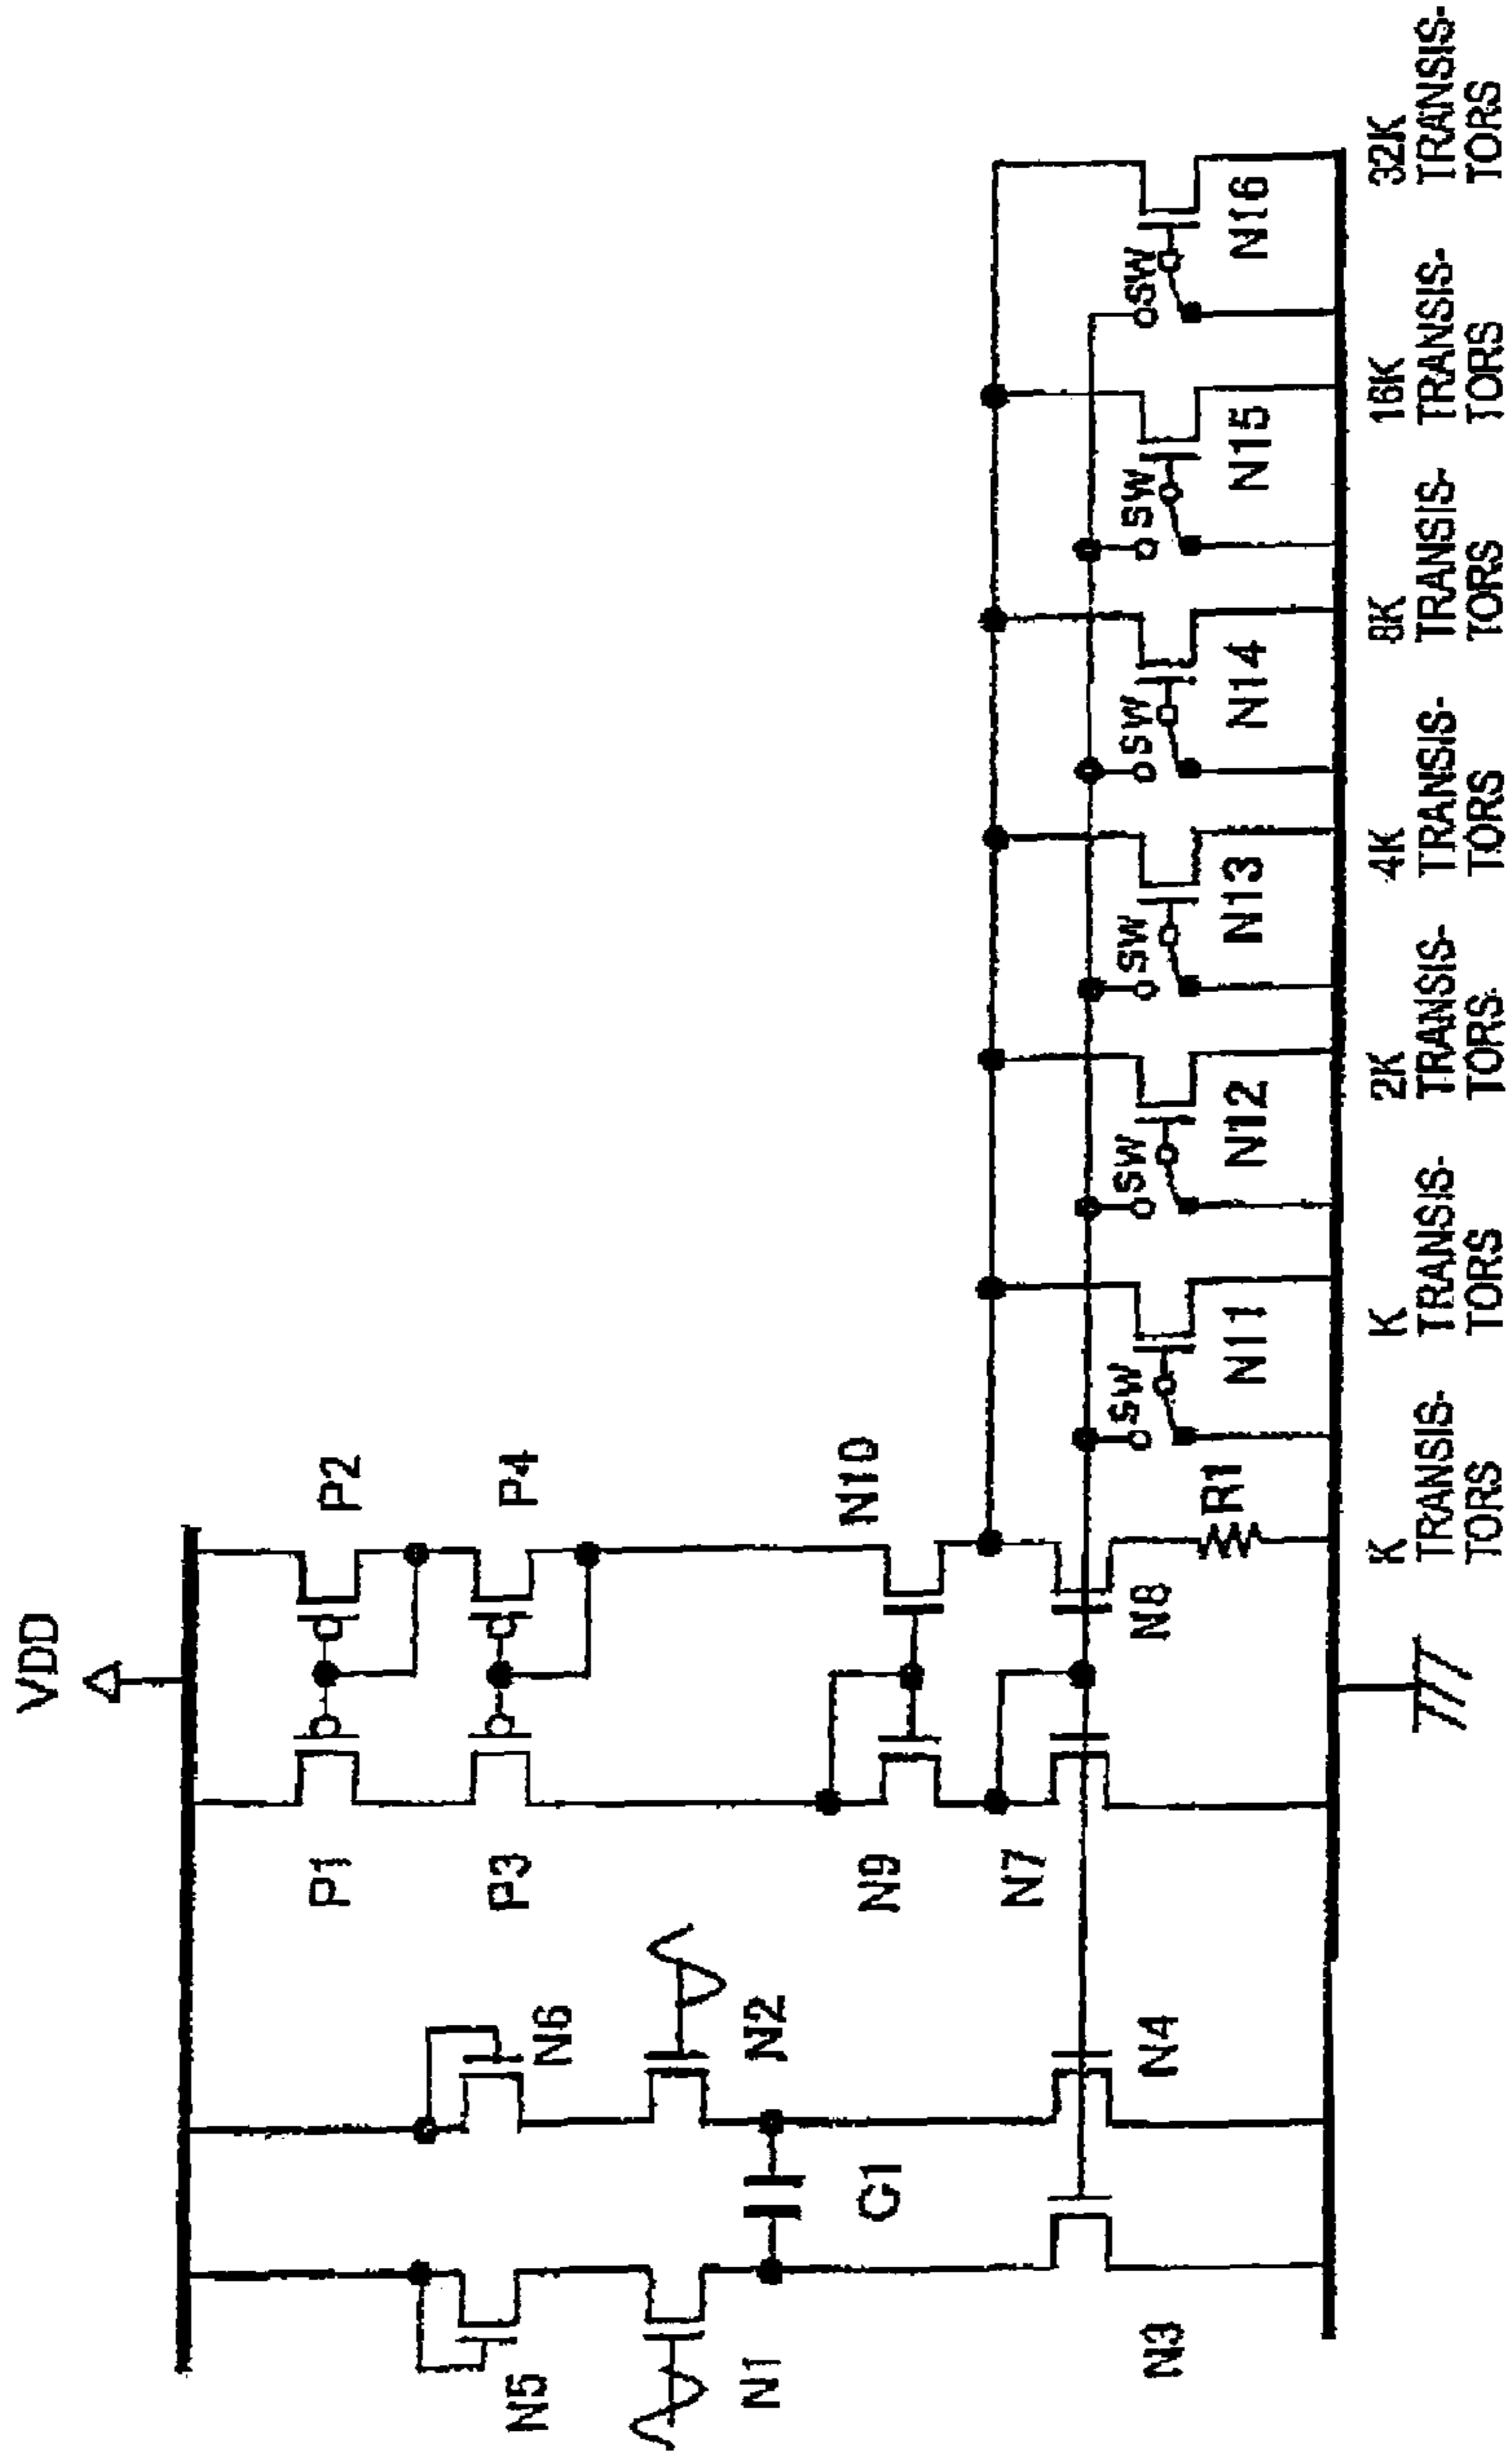 VDD
P1
P2
P3
P4
N5
N6
N1
N2
C1
N9
N10
N7
N3
N4
N8
R1
SW
SW
SW
SW
SW
SW
N11
N12
N13
N14
N15
N16
K
TRANSIS-
TORS
K
TRANSIS-
TORS
2K
TRANSIS-
TORS
4K
TRANSIS-
TORS
8K
TRANSIS-
TORS
16K
TRANSIS-
TORS
32K
TRANSIS-
TORS